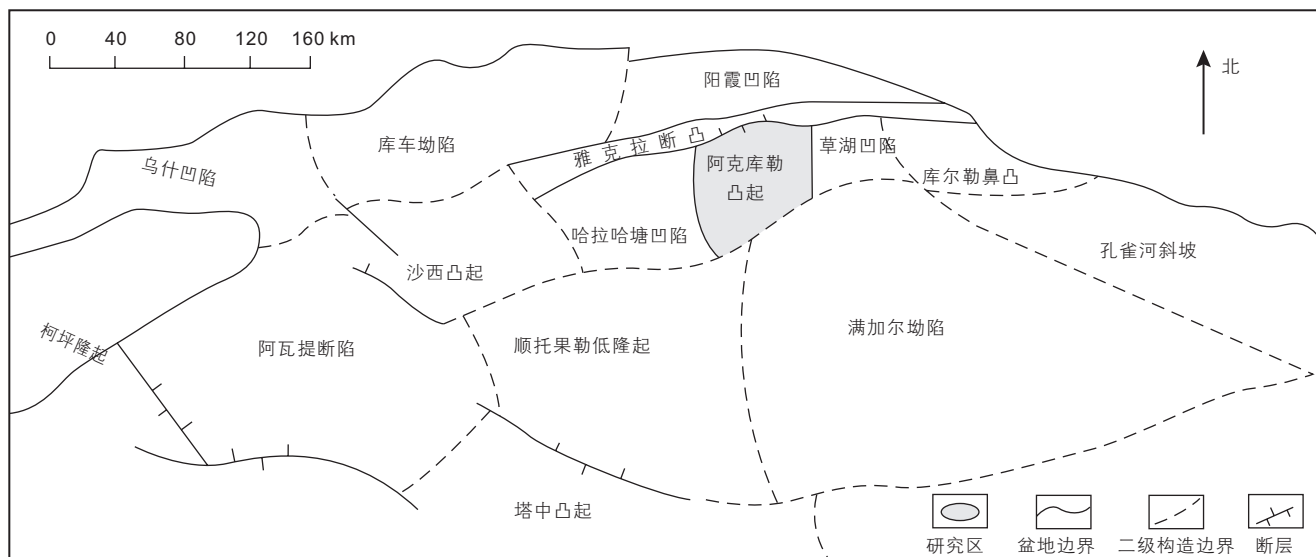 0 40 80 120 160 km
北
阳霞凹陷
库车坳陷
雅克拉断凸
草湖凹陷
乌什凹陷
阿克库勒
凸起
库尔勒鼻凸
哈拉哈塘凹陷
孔雀河斜坡
沙西凸起
柯坪隆起
阿瓦提断陷
顺托果勒低隆起
满加尔坳陷
塔中凸起
研究区 盆地边界 二级构造边界 断层